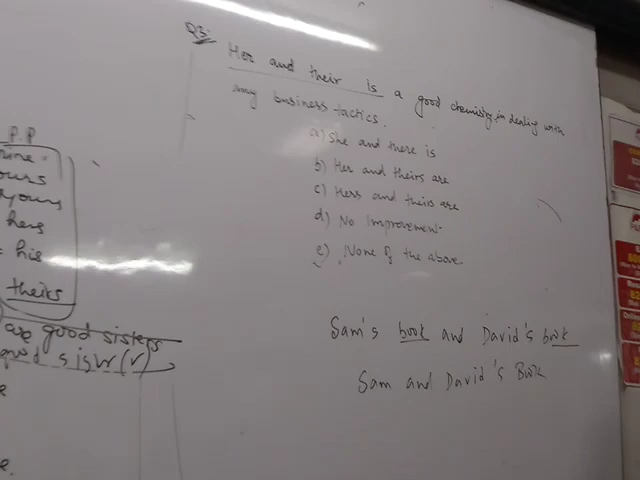 P.P
mine
ours
yours
hers
= his
theirs
are good sisters
good sister(r)
Q3:
Her and their is a good chemistry in dealing with
any business tactics.
a) She and there is
b) Her and theirs are
c) Hers and theirs are
d) No improvement
e) None of the above
Sam's book and David's book
Sam and David's Book